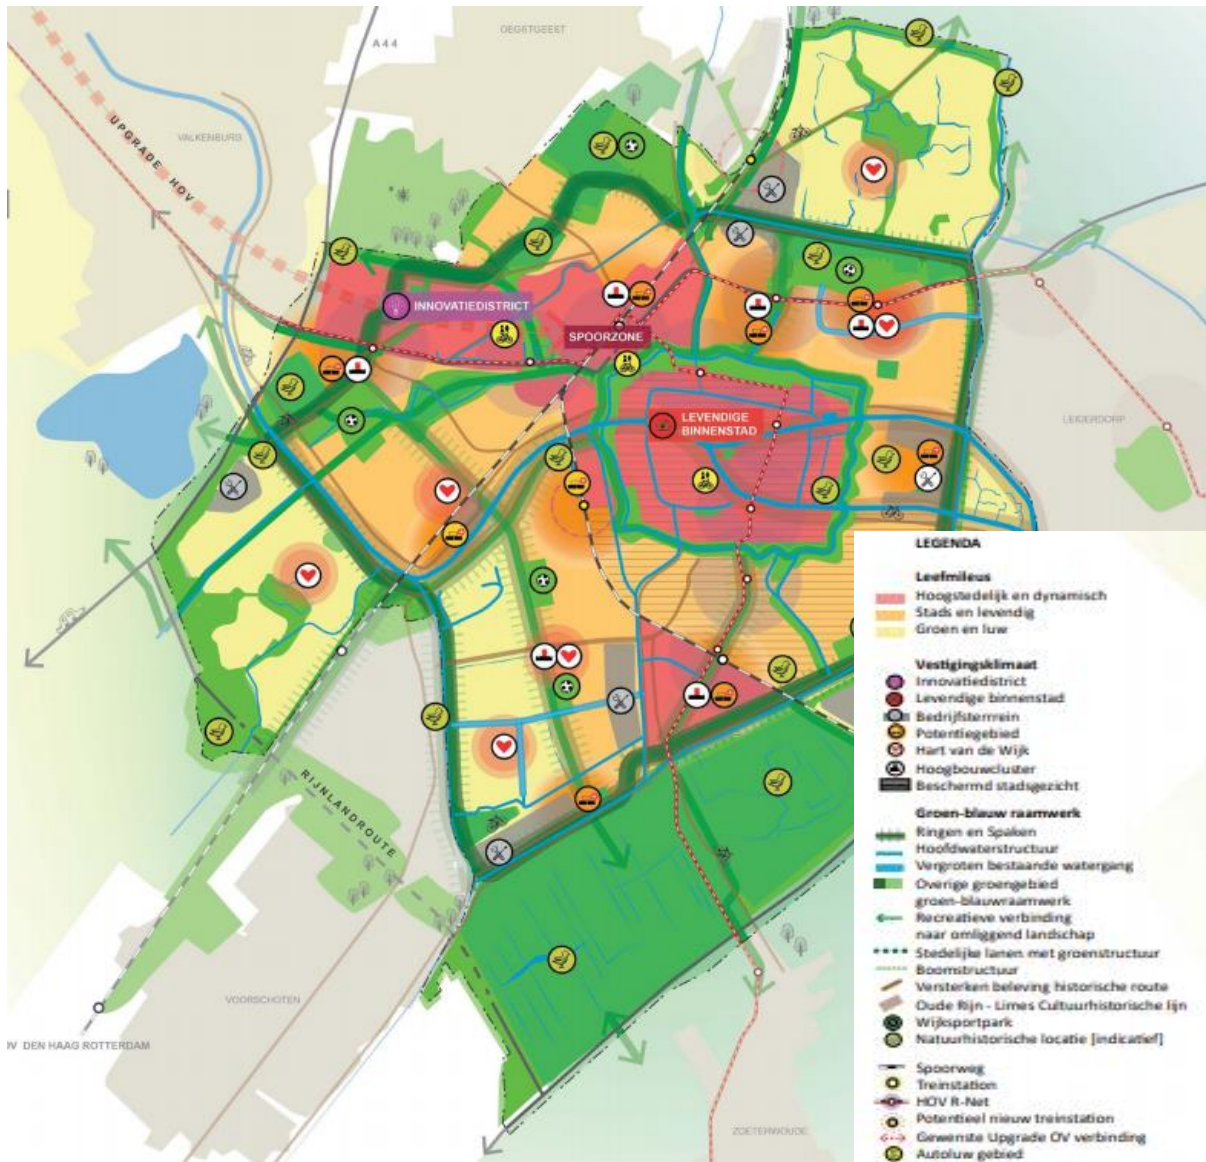 OEGSTGEEST
A44
VALKENBURG
UPGRADE HOV
INNOVATIEDISTRICT
SPOORZONE
LEVENDIGE
BINNENSTAD
LEIDERDORP
RIJNLANDROUTE
VOORSCHOTEN
OV DEN HAAG ROTTERDAM
ZOETERWOUDE
LEGENDA
Leefmileus
Hoogstedelijk en dynamisch
Stads en levendig
Groen en luw
Vestigingsklimaat
Innovatiedistrict
Levendige binnenstad
Bedrijfsterrrein
Potentiegebied
Hart van de Wijk
Hoogbouwcluster
Beschermd stadsgezicht
Groen-blauw raamwerk
Ringen en Spaken
Hoofdwaterstructuur
Vergroten bestaande watergang
Overige groengebied
groen-blauwraamwerk
Recreatieve verbinding
naar omliggend landschap
Stedelijke lanen met groenstructuur
Boomstructuur
Versterken beleving historische route
Oude Rijn - Limes Cultuurhistorische lijn
Wijksportpark
Natuurhistorische locatie [indicatief]
Spoorweg
Treinstation
HOV R-Net
Potentieel nieuw treinstation
Gewenste Upgrade OV verbinding
Autoluw gebied